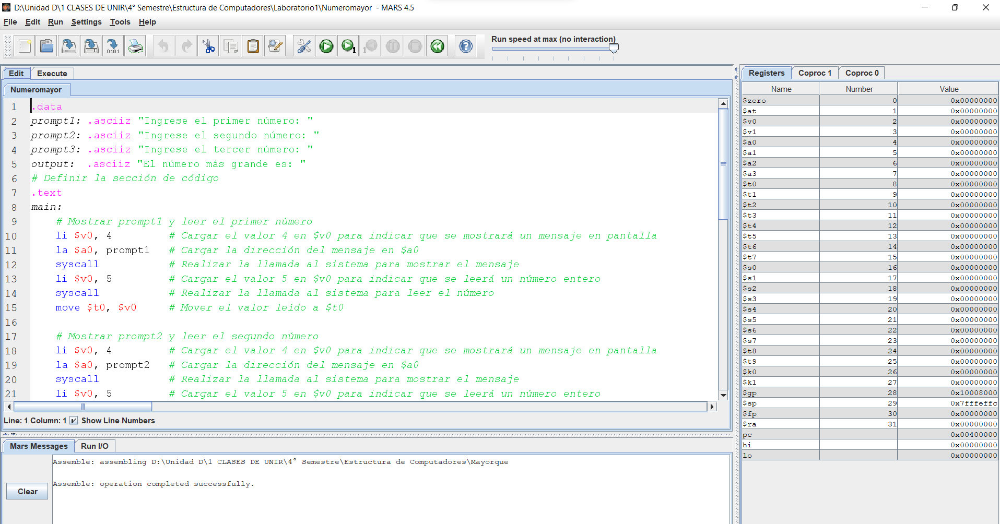 D:\Unidad D\1 CLASES DE UNIR\4° Semestre\Estructura de Computadores\Laboratorio1\Numeromayor - MARS 4.5
File Edit Run Settings Tools Help
Run speed at max (no interaction)
Edit Execute
Numeromayor
1 .data
2 prompt1: .asciiz "Ingrese el primer número: "
3 prompt2: .asciiz "Ingrese el segundo número: "
4 prompt3: .asciiz "Ingrese el tercer número: "
5 output: .asciiz "El número más grande es: "
6 # Definir la sección de código
7 .text
8 main:
9 # Mostrar prompt1 y leer el primer número
10 li $v0, 4 # Cargar el valor 4 en $v0 para indicar que se mostrará un mensaje en pantalla
11 la $a0, prompt1 # Cargar la dirección del mensaje en $a0
12 syscall # Realizar la llamada al sistema para mostrar el mensaje
13 li $v0, 5 # Cargar el valor 5 en $v0 para indicar que se leerá un número entero
14 syscall # Realizar la llamada al sistema para leer el número
15 move $t0, $v0 # Mover el valor leído a $t0
16
17 # Mostrar prompt2 y leer el segundo número
18 li $v0, 4 # Cargar el valor 4 en $v0 para indicar que se mostrará un mensaje en pantalla
19 la $a0, prompt2 # Cargar la dirección del mensaje en $a0
20 syscall # Realizar la llamada al sistema para mostrar el mensaje
21 li $v0, 5 # Cargar el valor 5 en $v0 para indicar que se leerá un número entero
Line: 1 Column: 1 Show Line Numbers
Mars Messages Run I/O
Assemble: assembling D:\Unidad D\1 CLASES DE UNIR\4° Semestre\Estructura de Computadores\Mayorque
Assemble: operation completed successfully.
Clear
Registers Coproc 1 Coproc 0
Name Number Value
$zero 0 0x00000000
$at 1 0x00000000
$v0 2 0x00000000
$v1 3 0x00000000
$a0 4 0x00000000
$a1 5 0x00000000
$a2 6 0x00000000
$a3 7 0x00000000
$t0 8 0x00000000
$t1 9 0x00000000
$t2 10 0x00000000
$t3 11 0x00000000
$t4 12 0x00000000
$t5 13 0x00000000
$t6 14 0x00000000
$t7 15 0x00000000
$s0 16 0x00000000
$s1 17 0x00000000
$s2 18 0x00000000
$s3 19 0x00000000
$s4 20 0x00000000
$s5 21 0x00000000
$s6 22 0x00000000
$s7 23 0x00000000
$t8 24 0x00000000
$t9 25 0x00000000
$k0 26 0x00000000
$k1 27 0x00000000
$gp 28 0x10008000
$sp 29 0x7fffeffc
$fp 30 0x00000000
$ra 31 0x00000000
pc 0x00400000
hi 0x00000000
lo 0x00000000